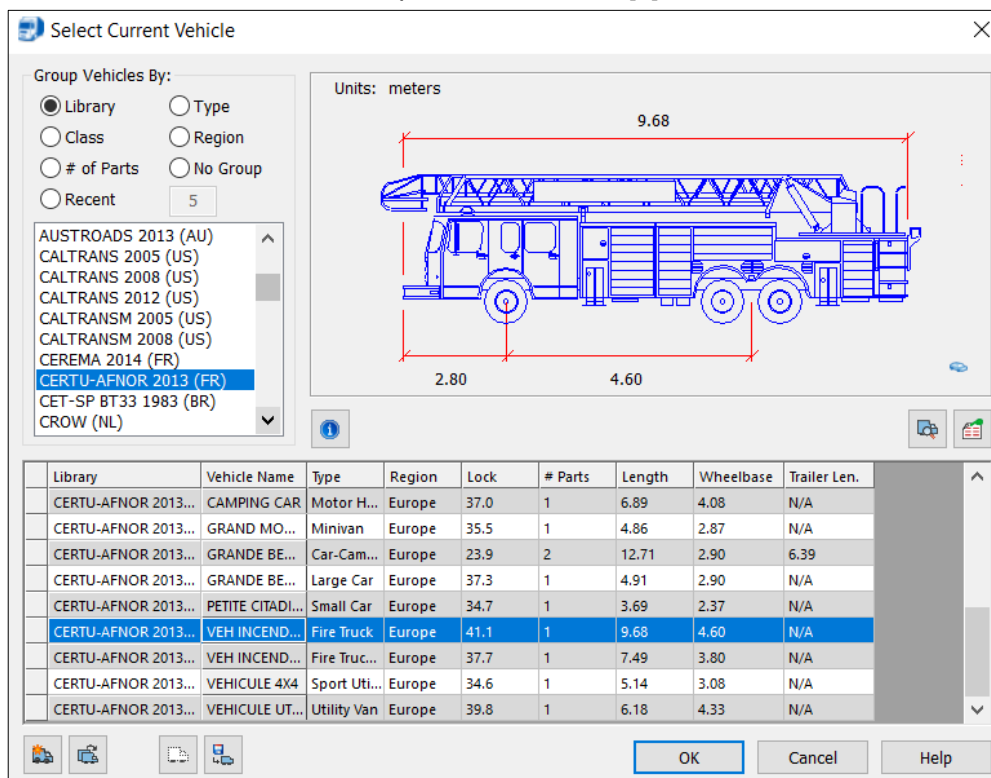 Select Current Vehicle
Group Vehicles By:
Library Type
Class Region
# of Parts No Group
Recent 5
AUSTROADS 2013 (AU)
CALTRANS 2005 (US)
CALTRANS 2008 (US)
CALTRANS 2012 (US)
CALTRANSM 2005 (US)
CALTRANSM 2008 (US)
CEREMA 2014 (FR)
CERTU-AFNOR 2013 (FR)
CET-SP BT33 1983 (BR)
CROW (NL)
Units: meters
9.68
2.80 4.60
Library Vehicle Name Type Region Lock # Parts Length Wheelbase Trailer Len.
CERTU-AFNOR 2013... CAMPING CAR Motor H... Europe 37.0 1 6.89 4.08 N/A
CERTU-AFNOR 2013... GRAND MO... Minivan Europe 35.5 1 4.86 2.87 N/A
CERTU-AFNOR 2013... GRANDE BE... Car-Cam... Europe 23.9 2 12.71 2.90 6.39
CERTU-AFNOR 2013... GRANDE BE... Large Car Europe 37.3 1 4.91 2.90 N/A
CERTU-AFNOR 2013... PETITE CITADI... Small Car Europe 34.7 1 3.69 2.37 N/A
CERTU-AFNOR 2013... VEH INCEND... Fire Truck Europe 41.1 1 9.68 4.60 N/A
CERTU-AFNOR 2013... VEH INCEND... Fire Truc... Europe 37.7 1 7.49 3.80 N/A
CERTU-AFNOR 2013... VEHICULE 4X4 Sport Uti... Europe 34.6 1 5.14 3.08 N/A
CERTU-AFNOR 2013... VEHICULE UT... Utility Van Europe 39.8 1 6.18 4.33 N/A
OK Cancel Help